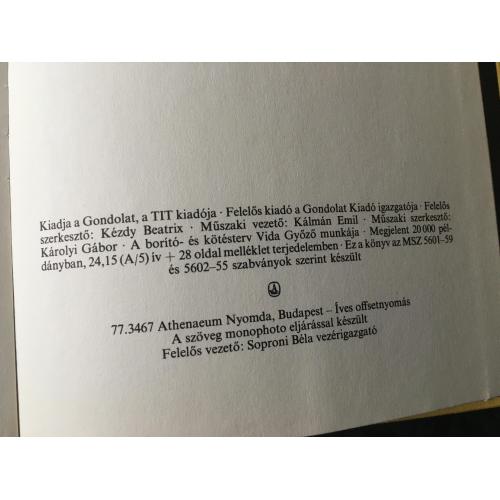 Kiadja a Gondolat, a TIT kiadója · Felelős kiadó a Gondolat Kiadó igazgatója · Felelős
szerkesztő: Kézdy Beatrix · Műszaki vezető: Kálmán Emil · Műszaki szerkesztő:
Károlyi Gábor · A borító- és kötésterv Vida Győző munkája · Megjelent 20 000 pél-
dányban, 24,15 (A/5) ív + 28 oldal melléklet terjedelemben · Ez a könyv az MSZ 5601–59
és 5602–55 szabványok szerint készült
77.3467 Athenaeum Nyomda, Budapest – Íves offsetnyomás
A szöveg monophoto eljárással készült
Felelős vezető: Soproni Béla vezérigazgató